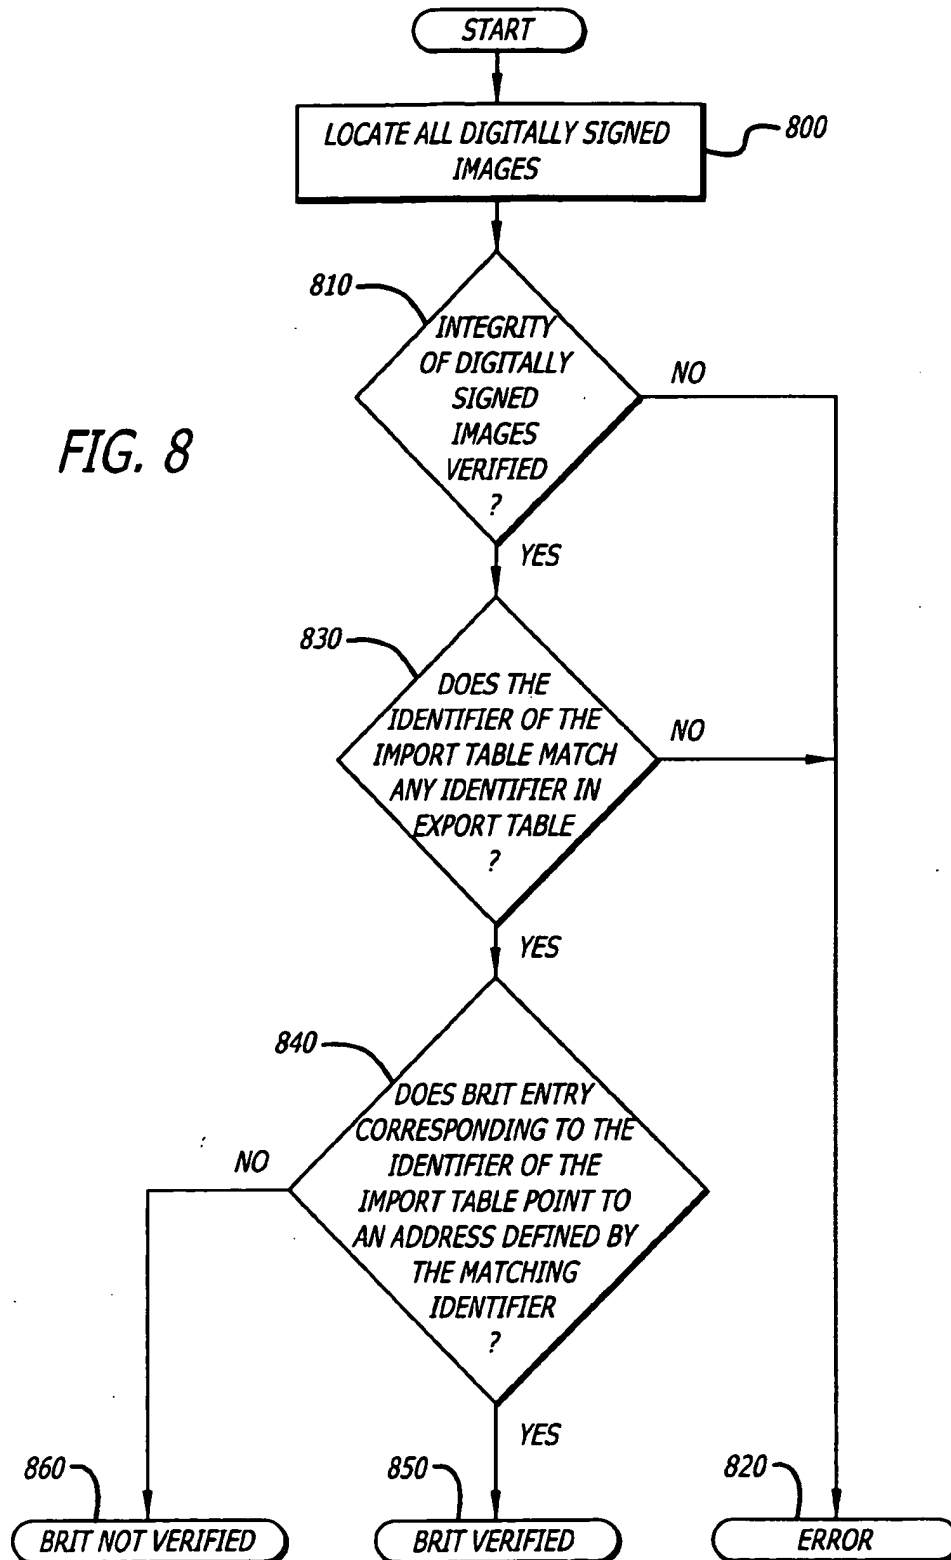 START
LOCATE ALL DIGITALLY SIGNED
IMAGES
800
810
INTEGRITY
OF DIGITALLY
SIGNED
IMAGES
VERIFIED
?
NO
FIG. 8
YES
830
DOES THE
IDENTIFIER OF THE
IMPORT TABLE MATCH
ANY IDENTIFIER IN
EXPORT TABLE
?
NO
YES
840
DOES BRIT ENTRY
CORRESPONDING TO THE
IDENTIFIER OF THE
IMPORT TABLE POINT TO
AN ADDRESS DEFINED BY
THE MATCHING
IDENTIFIER
?
NO
YES
860
BRIT NOT VERIFIED
850
BRIT VERIFIED
820
ERROR